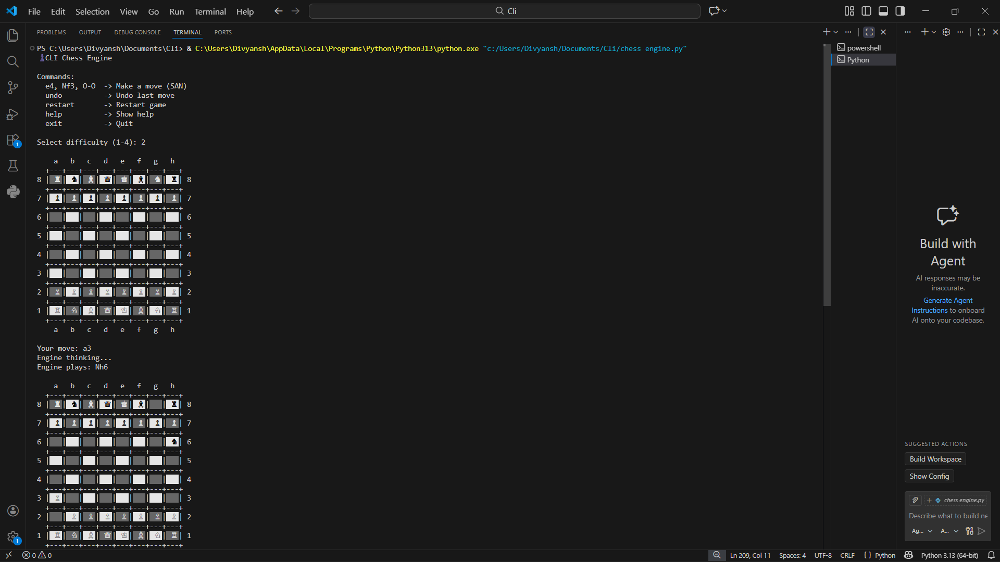 File Edit Selection View Go Run Terminal Help
Cli
PROBLEMS OUTPUT DEBUG CONSOLE TERMINAL PORTS
PS C:\Users\Divyansh\Documents\Cli> & C:\Users\Divyansh\AppData\Local\Programs\Python\Python313\python.exe "c:/Users/Divyansh/Documents/Cli/chess engine.py"
♟CLI Chess Engine
Commands:
e4, Nf3, O-O -> Make a move (SAN)
undo -> Undo last move
restart -> Restart game
help -> Show help
exit -> Quit
Select difficulty (1-4): 2
a b c d e f g h
+---+---+---+---+---+---+---+---+
8 | ♜ | ♞ | ♝ | ♛ | ♚ | ♝ | ♞ | ♜ | 8
+---+---+---+---+---+---+---+---+
7 | ♟ | ♟ | ♟ | ♟ | ♟ | ♟ | ♟ | ♟ | 7
+---+---+---+---+---+---+---+---+
6 | | | | | | | | | 6
+---+---+---+---+---+---+---+---+
5 | | | | | | | | | 5
+---+---+---+---+---+---+---+---+
4 | | | | | | | | | 4
+---+---+---+---+---+---+---+---+
3 | | | | | | | | | 3
+---+---+---+---+---+---+---+---+
2 | ♙ | ♙ | ♙ | ♙ | ♙ | ♙ | ♙ | ♙ | 2
+---+---+---+---+---+---+---+---+
1 | ♖ | ♘ | ♗ | ♕ | ♔ | ♗ | ♘ | ♖ | 1
+---+---+---+---+---+---+---+---+
a b c d e f g h
Your move: a3
Engine thinking...
Engine plays: Nh6
a b c d e f g h
+---+---+---+---+---+---+---+---+
8 | ♜ | ♞ | ♝ | ♛ | ♚ | ♝ | | ♜ | 8
+---+---+---+---+---+---+---+---+
7 | ♟ | ♟ | ♟ | ♟ | ♟ | ♟ | ♟ | ♟ | 7
+---+---+---+---+---+---+---+---+
6 | | | | | | | | ♞ | 6
+---+---+---+---+---+---+---+---+
5 | | | | | | | | | 5
+---+---+---+---+---+---+---+---+
4 | | | | | | | | | 4
+---+---+---+---+---+---+---+---+
3 | ♙ | | | | | | | | 3
+---+---+---+---+---+---+---+---+
2 | | ♙ | ♙ | ♙ | ♙ | ♙ | ♙ | ♙ | 2
+---+---+---+---+---+---+---+---+
1 | ♖ | ♘ | ♗ | ♕ | ♔ | ♗ | ♘ | ♖ | 1
+---+---+---+---+---+---+---+---+
powershell
Python
Build with
Agent
AI responses may be
inaccurate.
Generate Agent
Instructions to onboard
AI onto your codebase.
SUGGESTED ACTIONS
Build Workspace
Show Config
chess engine.py
Describe what to build ne
Ag... A...
1
1
0 0
Ln 209, Col 11 Spaces: 4 UTF-8 CRLF { } Python Python 3.13 (64-bit)